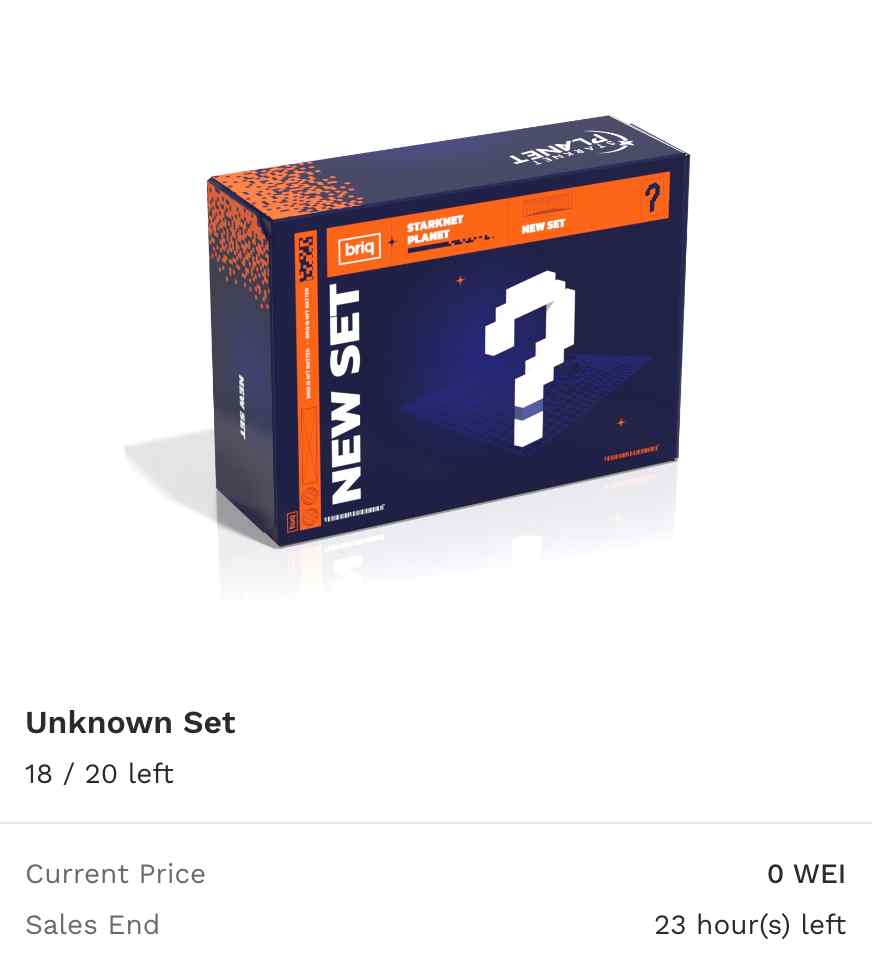 STARKNET
PLANET
briq
STARKNET
PLANET
NEW SET
NEW SET
NEW SET
briq
Unknown Set
18 / 20 left
Current Price
0 WEI
Sales End
23 hour(s) left